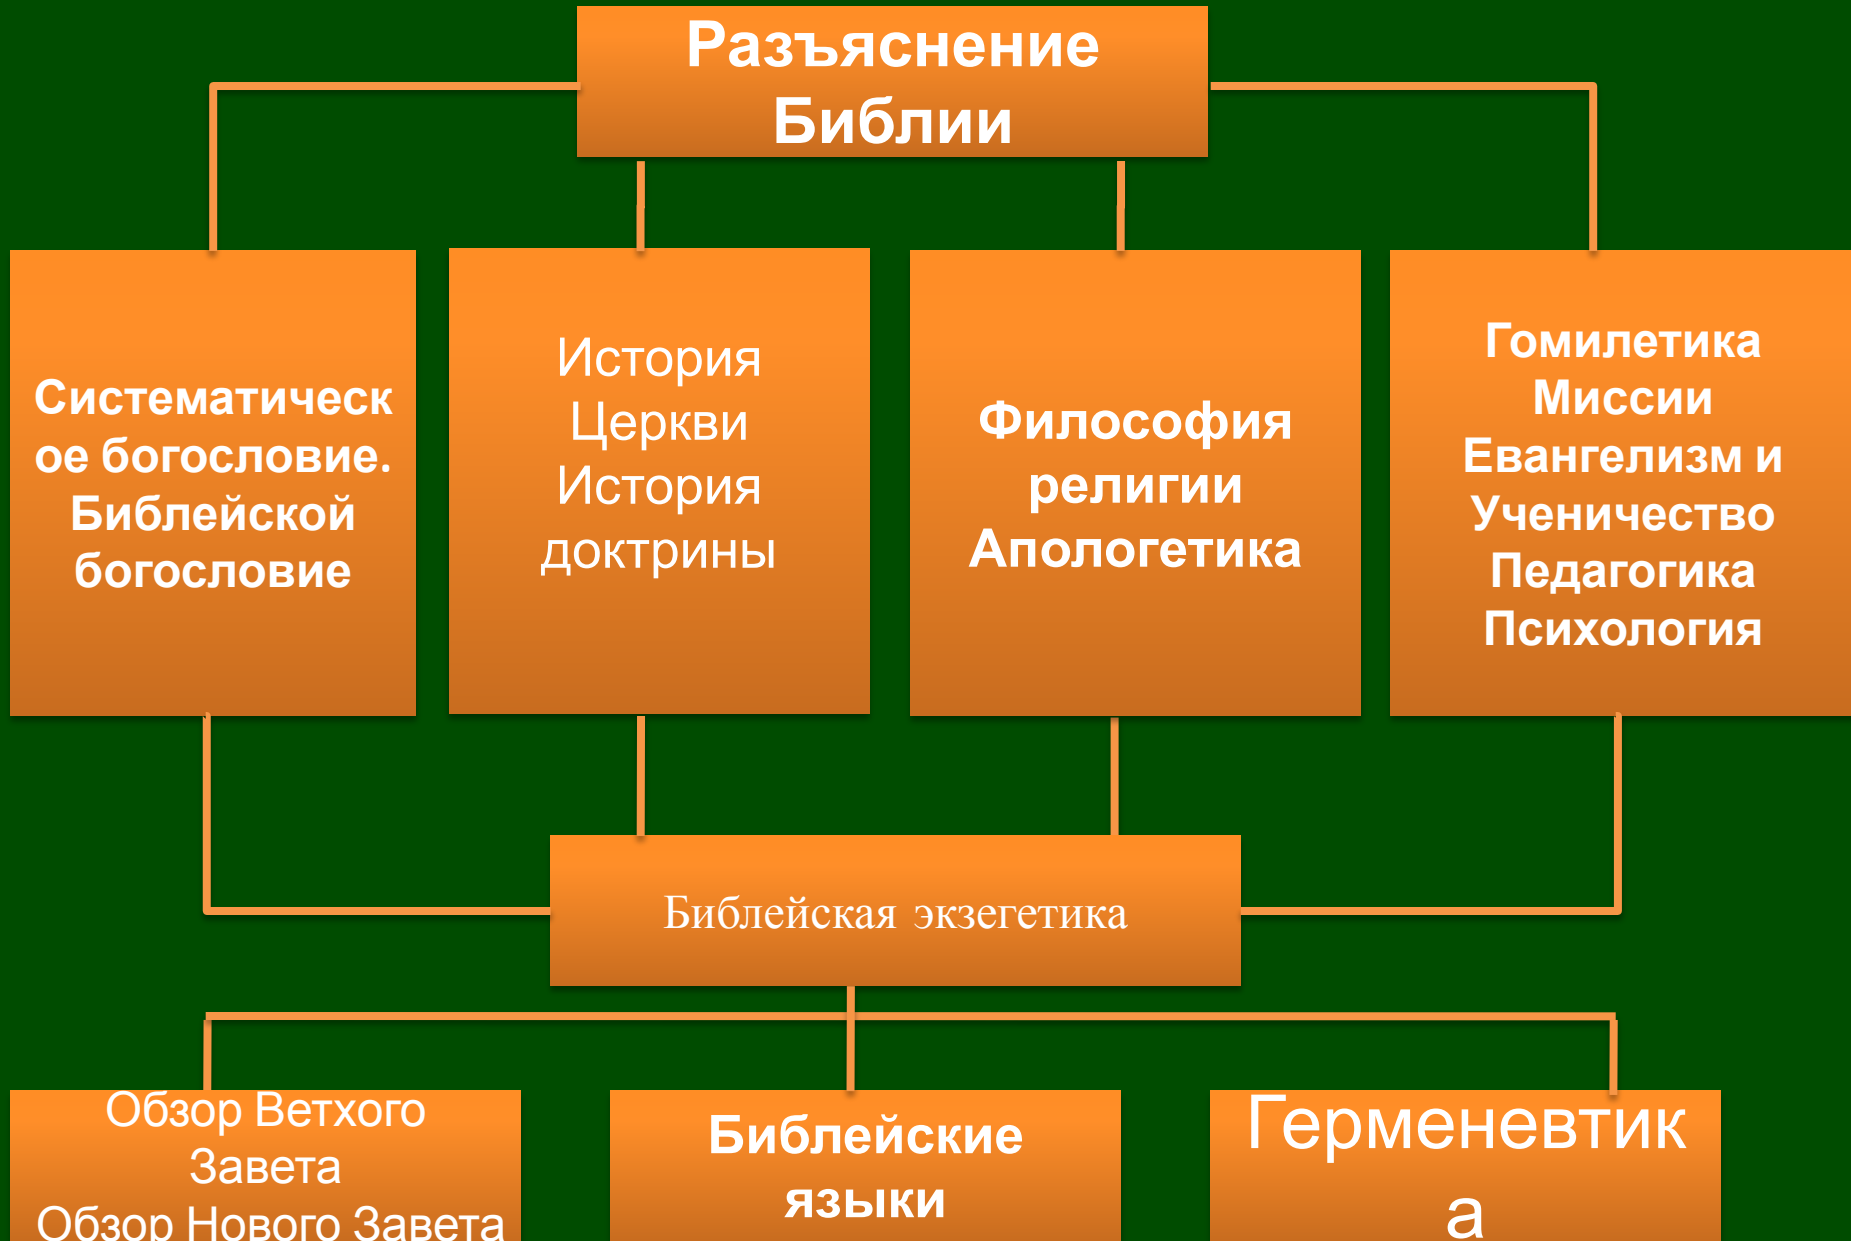 Разъяснение
Библии
Систематическ
ое богословие.
Библейской
богословие
История
Церкви
История
доктрины
Философия
религии
Апологетика
Гомилетика
Миссии
Евангелизм и
Ученичество
Педагогика
Психология
Библейская экзегетика
Обзор Ветхого
Завета
Обзор Нового Завета
Библейские
языки
Герменевтик
а